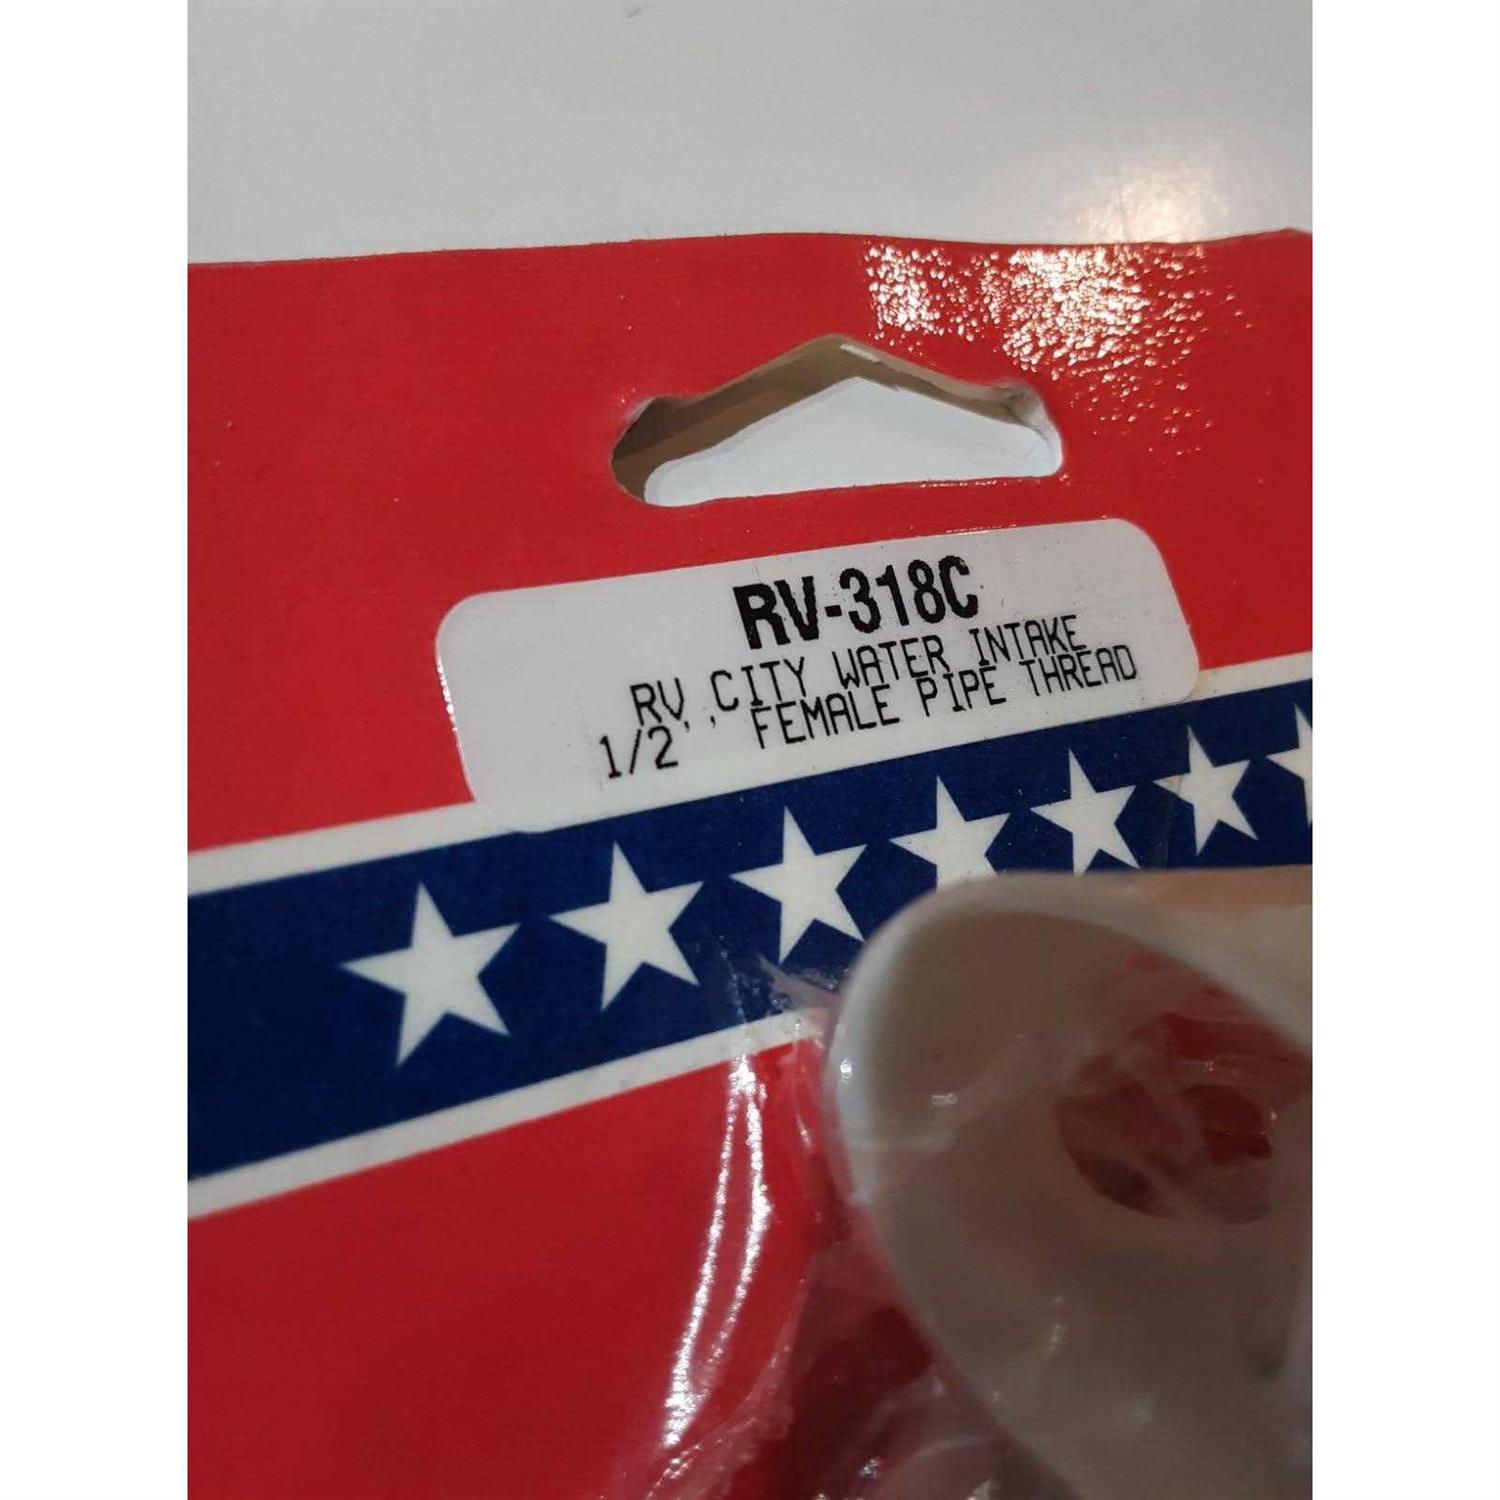 RV-318C
RV CITY WATER INTAKE
1/2'' FEMALE PIPE THREAD